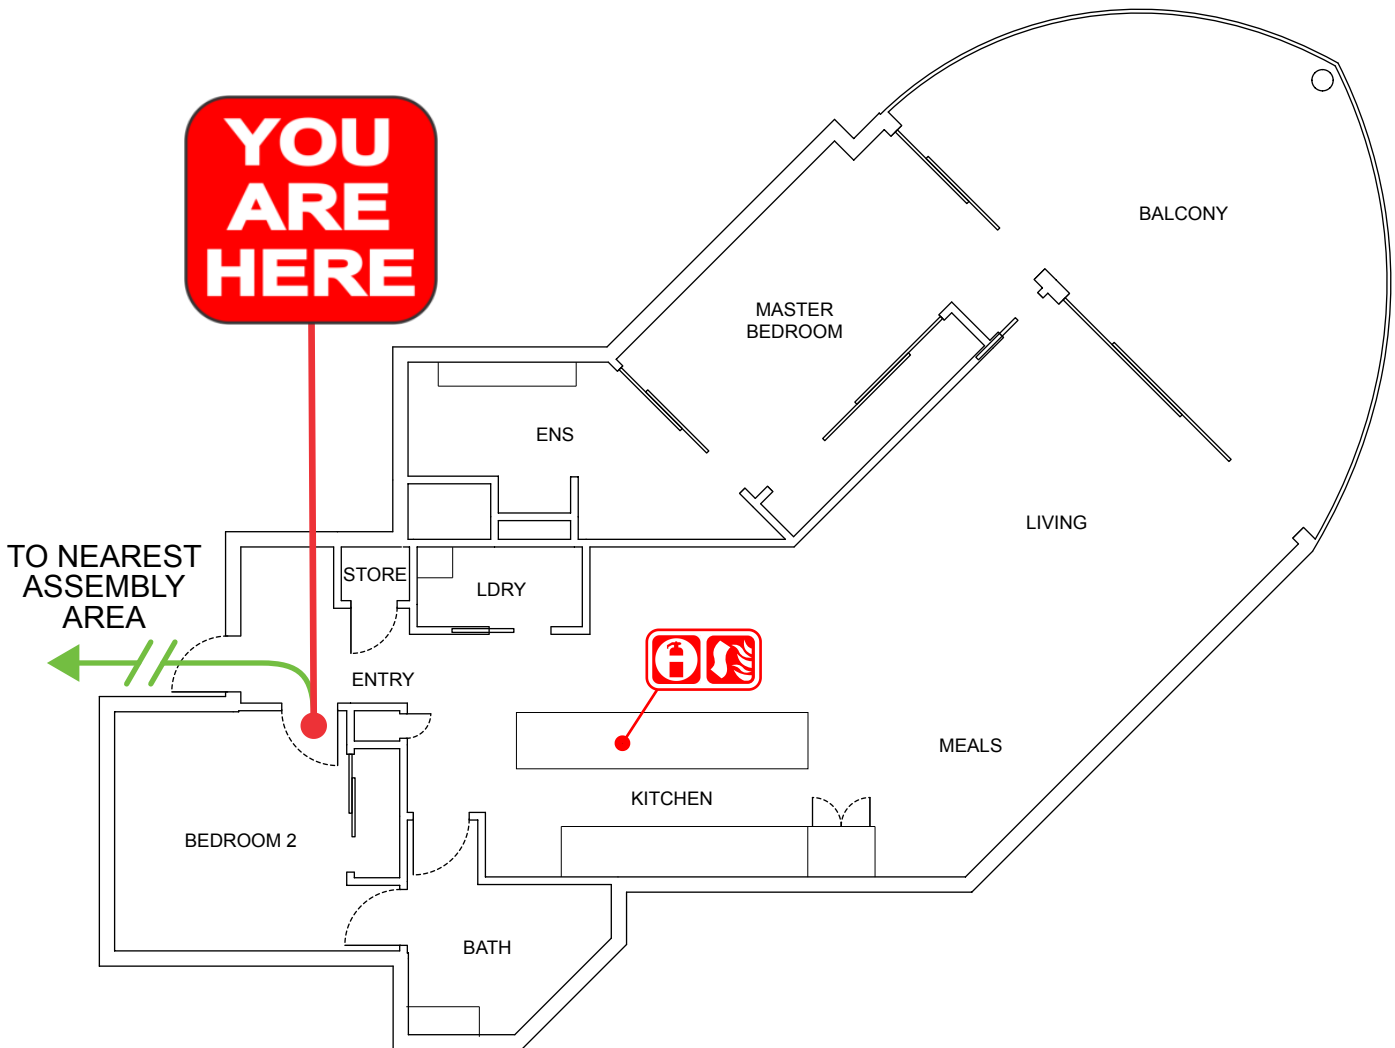 YOU
ARE
HERE
BALCONY
MASTER
BEDROOM
ENS
LIVING
TO NEAREST
ASSEMBLY
AREA
STORE
LDRY
ENTRY
MEALS
KITCHEN
BEDROOM 2
BATH